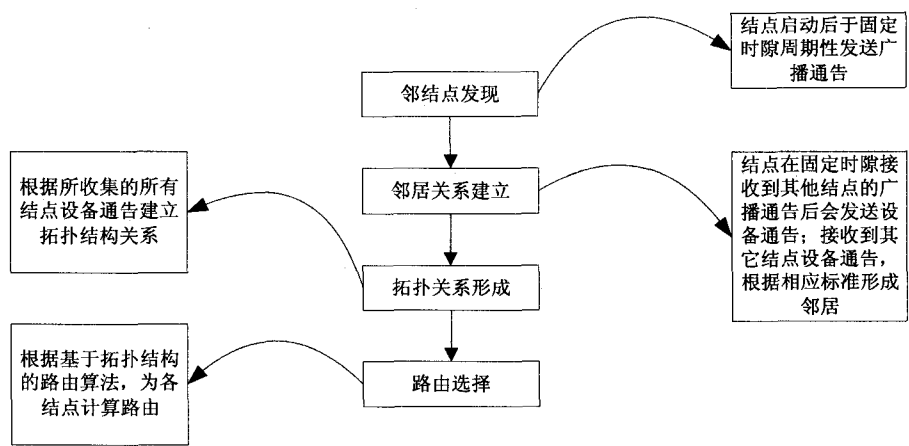 结点启动后于固定
时隙周期性发送广
播通告
邻结点发现
邻居关系建立
结点在固定时隙接
收到其他结点的广
播通告后会发送设
备通告；接收到其
它结点设备通告，
根据相应标准形成
邻居
根据所收集的所有
结点设备通告建立
拓扑结构关系
拓扑关系形成
根据基于拓扑结构
的路由算法，为各
结点计算路由
路由选择